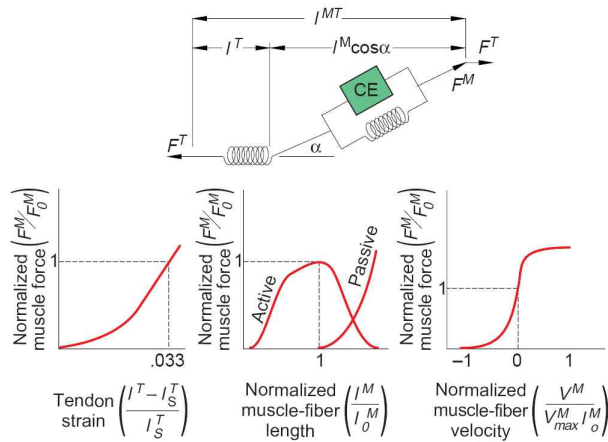 l^MT
l^T
l^M cosα
F^T
CE
F^M
F^T
α
Normalized
muscle force (F^M/F_0^M)
1
.033
Tendon
strain ((l^T − l_S^T)/l_S^T)
Normalized
muscle force (F^M/F_0^M)
1
Active
Passive
1
Normalized
muscle-fiber
length (l^M/l_0^M)
Normalized
muscle force (F^M/F_0^M)
1
−1
0
1
Normalized
muscle-fiber
velocity (V^M/(V_max^M l_o^M))